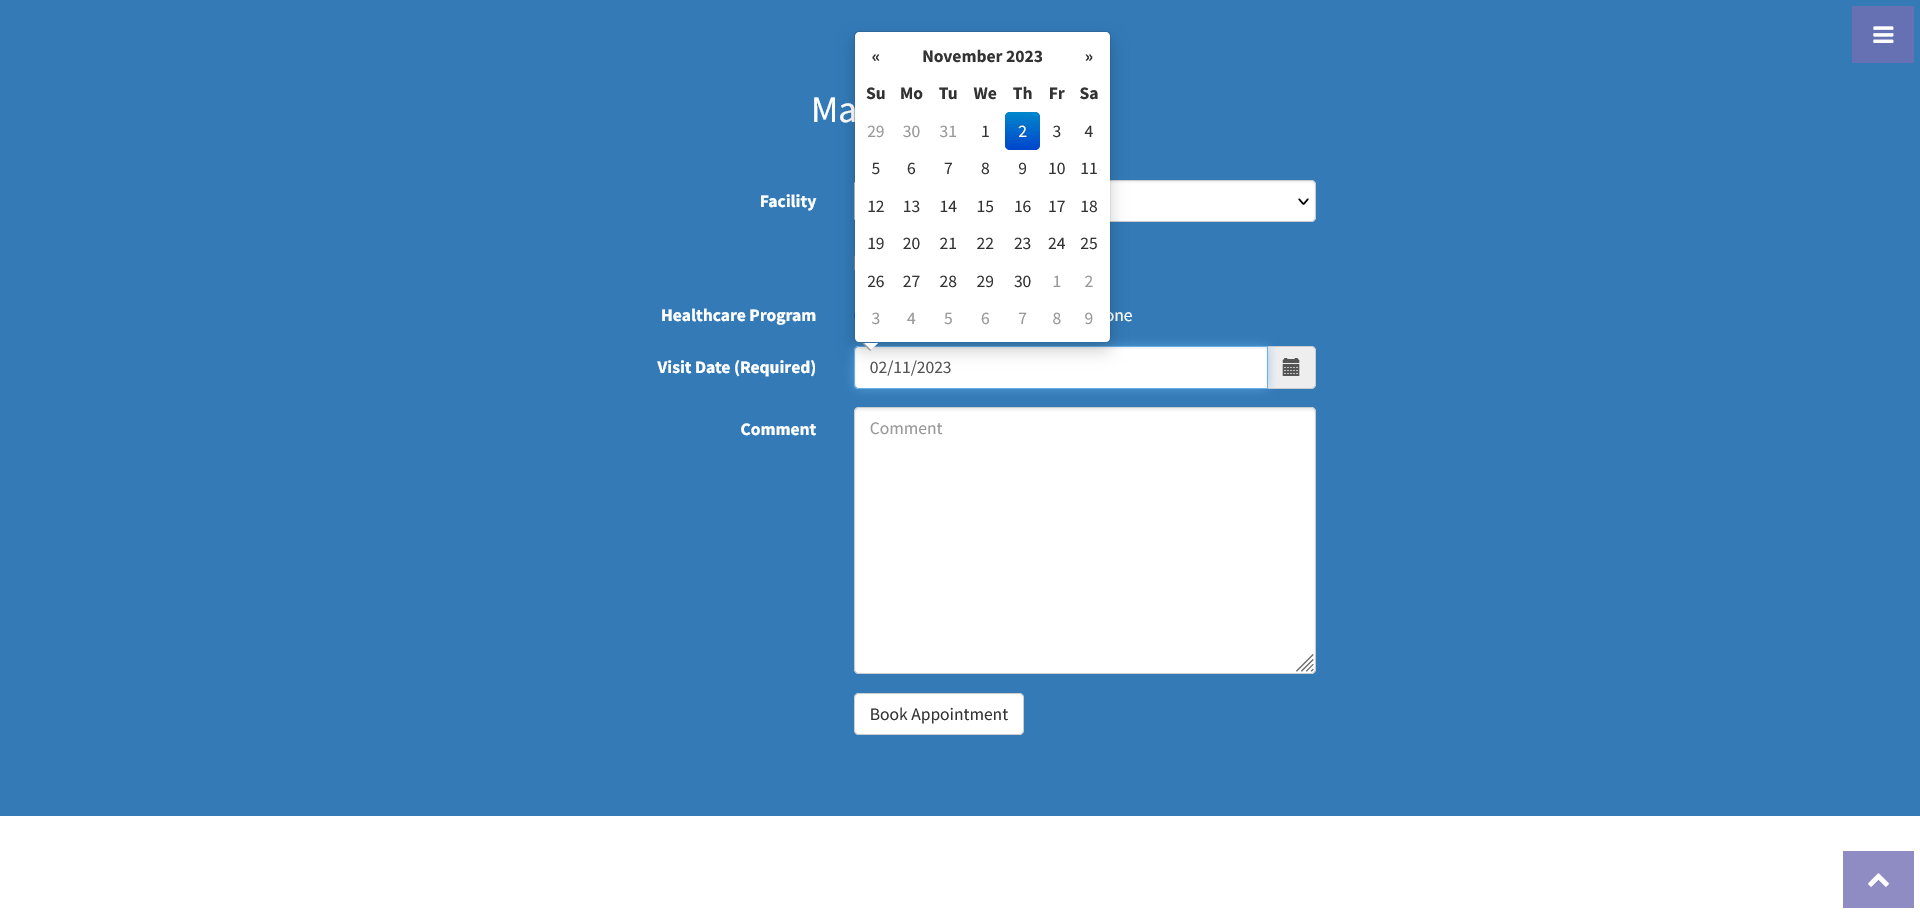 « November 2023 »
Su Mo Tu We Th Fr Sa
29 30 31 1 2 3 4
5 6 7 8 9 10 11
12 13 14 15 16 17 18
19 20 21 22 23 24 25
26 27 28 29 30 1 2
3 4 5 6 7 8 9
Ma
Facility
Healthcare Program
one
Visit Date (Required) 02/11/2023
Comment Comment
Book Appointment